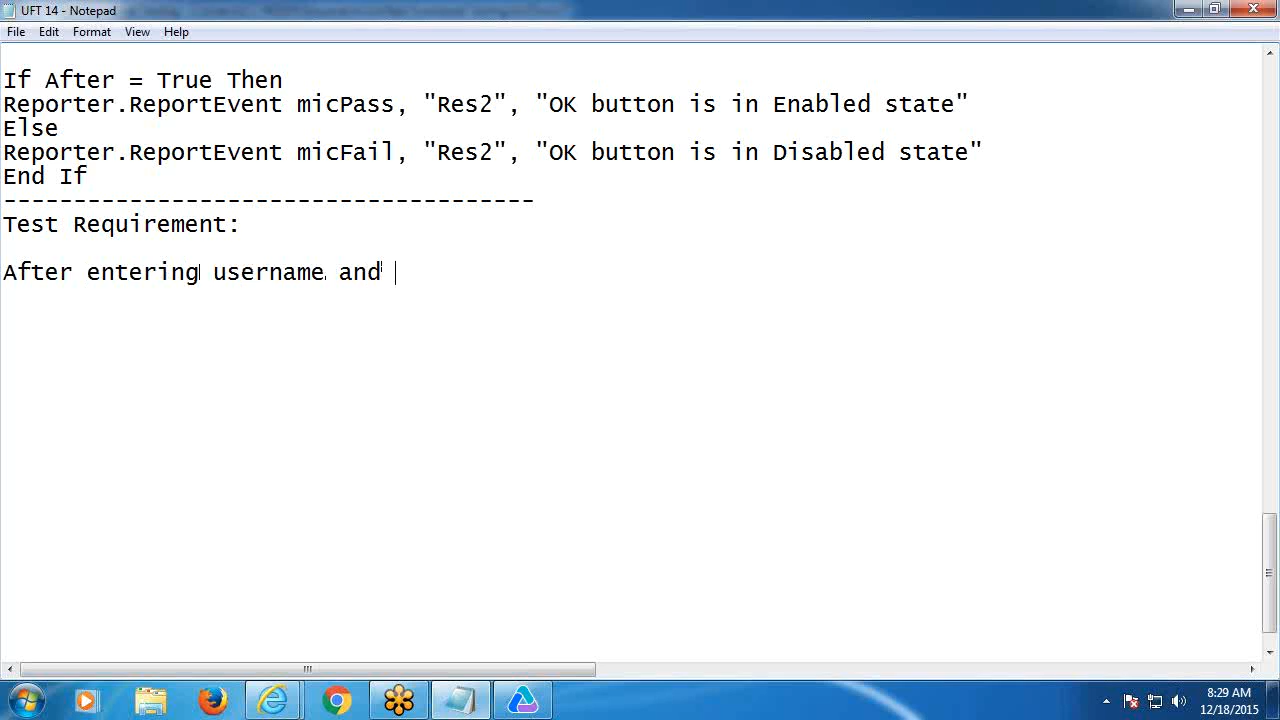 UFT 14 - Notepad
File Edit Format View Help
If After = True Then
Reporter.ReportEvent micPass, "Res2", "OK button is in Enabled state"
Else
Reporter.ReportEvent micFail, "Res2", "OK button is in Disabled state"
End If
--------------------------------------
Test Requirement:
After entering username and
8:29 AM
12/18/2015